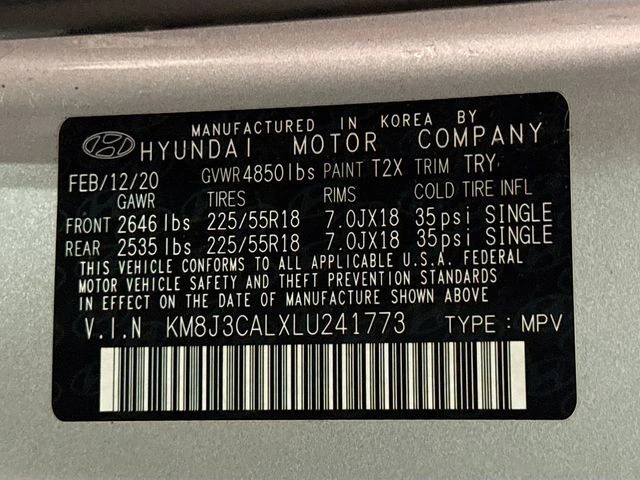 MANUFACTURED IN KOREA BY
HYUNDAI MOTOR COMPANY
FEB/12/20 GVWR 4850lbs PAINT T2X TRIM TRY
GAWR TIRES RIMS COLD TIRE INFL
FRONT 2646 lbs 225/55R18 7.0JX18 35psi SINGLE
REAR 2535 lbs 225/55R18 7.0JX18 35psi SINGLE
THIS VEHICLE CONFORMS TO ALL APPLICABLE U.S.A. FEDERAL
MOTOR VEHICLE SAFETY AND THEFT PREVENTION STANDARDS
IN EFFECT ON THE DATE OF MANUFACTURE SHOWN ABOVE
V.I.N KM8J3CALXLU241773 TYPE : MPV